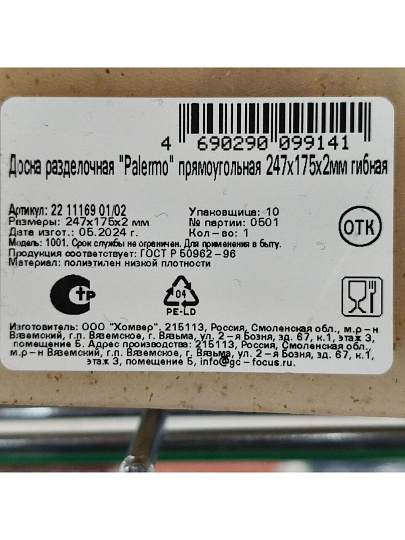 4 690290 099141
Доска разделочная "Palermo" прямоугольная 247x175x2мм гибкая
Артикул: 22 11169 01/02
Размеры: 247x175x2 мм
Дата изгот.: 05.2024 г.
Упаковщица: 10
№ партии: 0501
Кол-во: 1
ОТК
Модель: 1001. Срок службы не ограничен. Для применения в быту.
Продукция соответствует: ГОСТ Р 50962-96
Материал: полиэтилен низкой плотности
04
PE-LD
Изготовитель: ООО "Хомвер". 215113, Россия, Смоленская обл., м.р-н
Вяземский, г.п. Вяземское, г. Вязьма, ул. 2-я Бозня, зд. 67, к.1, этаж 3,
помещение 5. Адрес производства: 215113, Россия, Смоленская обл.,
м.р-н Вяземский, г.п. Вяземское, г. Вязьма, ул. 2-я Бозня, зд. 67, к.1,
этаж 3, помещение 5, info@gc-focus.ru.